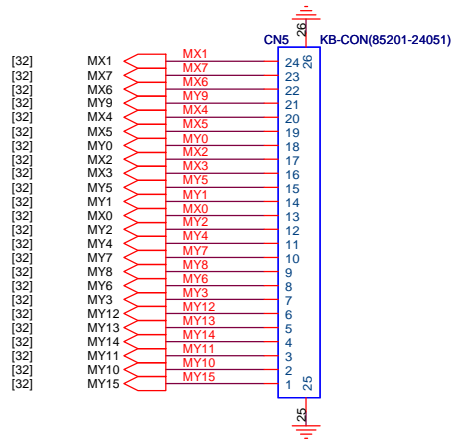 26
CN5 KB-CON(85201-24051)
26
[32] MX1 MX1 24
[32] MX7 MX7 23
[32] MX6 MX6 22
[32] MY9 MY9 21
[32] MX4 MX4 20
[32] MX5 MX5 19
[32] MY0 MY0 18
[32] MX2 MX2 17
[32] MX3 MX3 16
[32] MY5 MY5 15
[32] MY1 MY1 14
[32] MX0 MX0 13
[32] MY2 MY2 12
[32] MY4 MY4 11
[32] MY7 MY7 10
[32] MY8 MY8 9
[32] MY6 MY6 8
[32] MY3 MY3 7
[32] MY12 MY12 6
[32] MY13 MY13 5
[32] MY14 MY14 4
[32] MY11 MY11 3
[32] MY10 MY10 2
[32] MY15 MY15 1
25
25